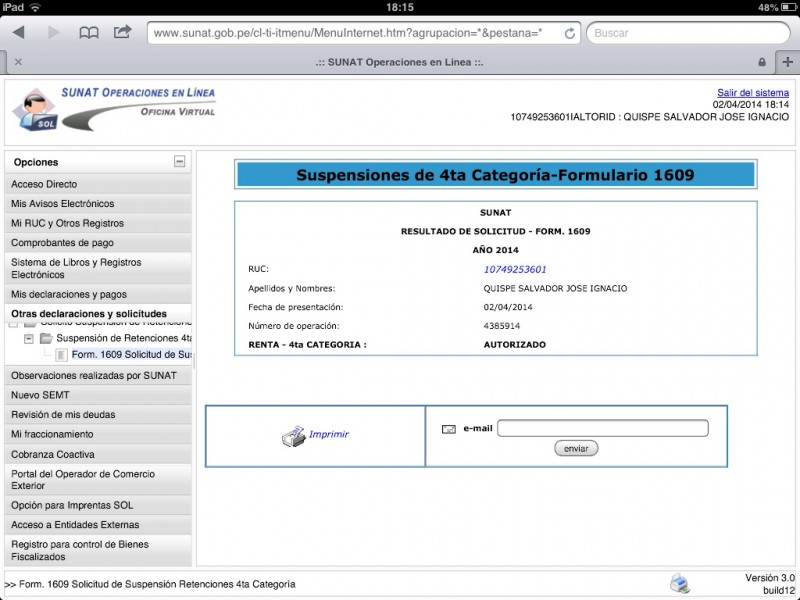 iPad 18:15 48%
www.sunat.gob.pe/cl-ti-itmenu/MenuInternet.htm?agrupacion=*&pestana=* Buscar
.:: SUNAT Operaciones en Linea ::.
SUNAT OPERACIONES EN LÍNEA
OFICINA VIRTUAL
SOL
Salir del sistema
02/04/2014 18:14
10749253601IALTORID : QUISPE SALVADOR JOSE IGNACIO
Opciones
Acceso Directo
Mis Avisos Electrónicos
Mi RUC y Otros Registros
Comprobantes de pago
Sistema de Libros y Registros
Electrónicos
Mis declaraciones y pagos
Otras declaraciones y solicitudes
Solicito Suspensión de Retenciones
Suspensión de Retenciones 4ta
Form. 1609 Solicitud de Sus
Observaciones realizadas por SUNAT
Nuevo SEMT
Revisión de mis deudas
Mi fraccionamiento
Cobranza Coactiva
Portal del Operador de Comercio
Exterior
Opción para Imprentas SOL
Acceso a Entidades Externas
Registro para control de Bienes
Fiscalizados
Suspensiones de 4ta Categoría-Formulario 1609
SUNAT
RESULTADO DE SOLICITUD - FORM. 1609
AÑO 2014
RUC: 10749253601
Apellidos y Nombres: QUISPE SALVADOR JOSE IGNACIO
Fecha de presentación: 02/04/2014
Número de operación: 4385914
RENTA - 4ta CATEGORIA : AUTORIZADO
Imprimir
e-mail
enviar
>> Form. 1609 Solicitud de Suspensión Retenciones 4ta Categoría
Versión 3.0
build12